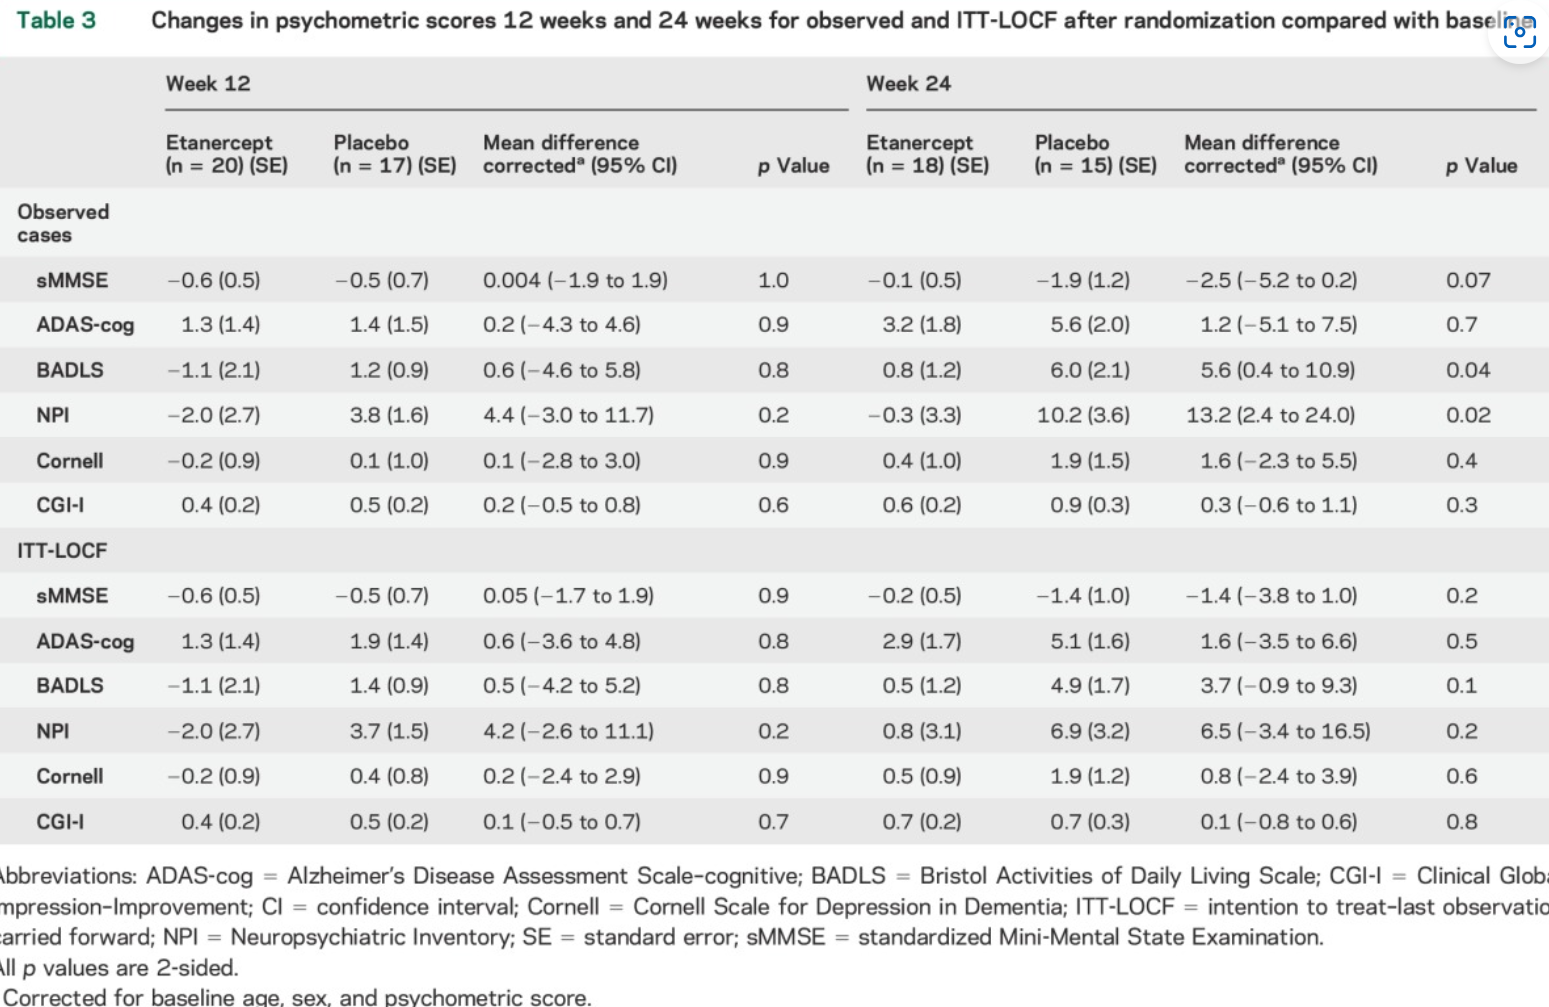 Table 3 Changes in psychometric scores 12 weeks and 24 weeks for observed and ITT-LOCF after randomization compared with baseline
Week 12 Week 24
Etanercept Placebo Mean difference Etanercept Placebo Mean difference
(n = 20) (SE) (n = 17) (SE) correctedᵃ (95% CI) p Value (n = 18) (SE) (n = 15) (SE) correctedᵃ (95% CI) p Value
Observed
cases
sMMSE −0.6 (0.5) −0.5 (0.7) 0.004 (−1.9 to 1.9) 1.0 −0.1 (0.5) −1.9 (1.2) −2.5 (−5.2 to 0.2) 0.07
ADAS-cog 1.3 (1.4) 1.4 (1.5) 0.2 (−4.3 to 4.6) 0.9 3.2 (1.8) 5.6 (2.0) 1.2 (−5.1 to 7.5) 0.7
BADLS −1.1 (2.1) 1.2 (0.9) 0.6 (−4.6 to 5.8) 0.8 0.8 (1.2) 6.0 (2.1) 5.6 (0.4 to 10.9) 0.04
NPI −2.0 (2.7) 3.8 (1.6) 4.4 (−3.0 to 11.7) 0.2 −0.3 (3.3) 10.2 (3.6) 13.2 (2.4 to 24.0) 0.02
Cornell −0.2 (0.9) 0.1 (1.0) 0.1 (−2.8 to 3.0) 0.9 0.4 (1.0) 1.9 (1.5) 1.6 (−2.3 to 5.5) 0.4
CGI-I 0.4 (0.2) 0.5 (0.2) 0.2 (−0.5 to 0.8) 0.6 0.6 (0.2) 0.9 (0.3) 0.3 (−0.6 to 1.1) 0.3
ITT-LOCF
sMMSE −0.6 (0.5) −0.5 (0.7) 0.05 (−1.7 to 1.9) 0.9 −0.2 (0.5) −1.4 (1.0) −1.4 (−3.8 to 1.0) 0.2
ADAS-cog 1.3 (1.4) 1.9 (1.4) 0.6 (−3.6 to 4.8) 0.8 2.9 (1.7) 5.1 (1.6) 1.6 (−3.5 to 6.6) 0.5
BADLS −1.1 (2.1) 1.4 (0.9) 0.5 (−4.2 to 5.2) 0.8 0.5 (1.2) 4.9 (1.7) 3.7 (−0.9 to 9.3) 0.1
NPI −2.0 (2.7) 3.7 (1.5) 4.2 (−2.6 to 11.1) 0.2 0.8 (3.1) 6.9 (3.2) 6.5 (−3.4 to 16.5) 0.2
Cornell −0.2 (0.9) 0.4 (0.8) 0.2 (−2.4 to 2.9) 0.9 0.5 (0.9) 1.9 (1.2) 0.8 (−2.4 to 3.9) 0.6
CGI-I 0.4 (0.2) 0.5 (0.2) 0.1 (−0.5 to 0.7) 0.7 0.7 (0.2) 0.7 (0.3) 0.1 (−0.8 to 0.6) 0.8
bbreviations: ADAS-cog = Alzheimer's Disease Assessment Scale–cognitive; BADLS = Bristol Activities of Daily Living Scale; CGI-I = Clinical Globa
mpression–Improvement; CI = confidence interval; Cornell = Cornell Scale for Depression in Dementia; ITT-LOCF = intention to treat–last observatio
carried forward; NPI = Neuropsychiatric Inventory; SE = standard error; sMMSE = standardized Mini-Mental State Examination.
All p values are 2-sided.
Corrected for baseline age, sex, and psychometric score.